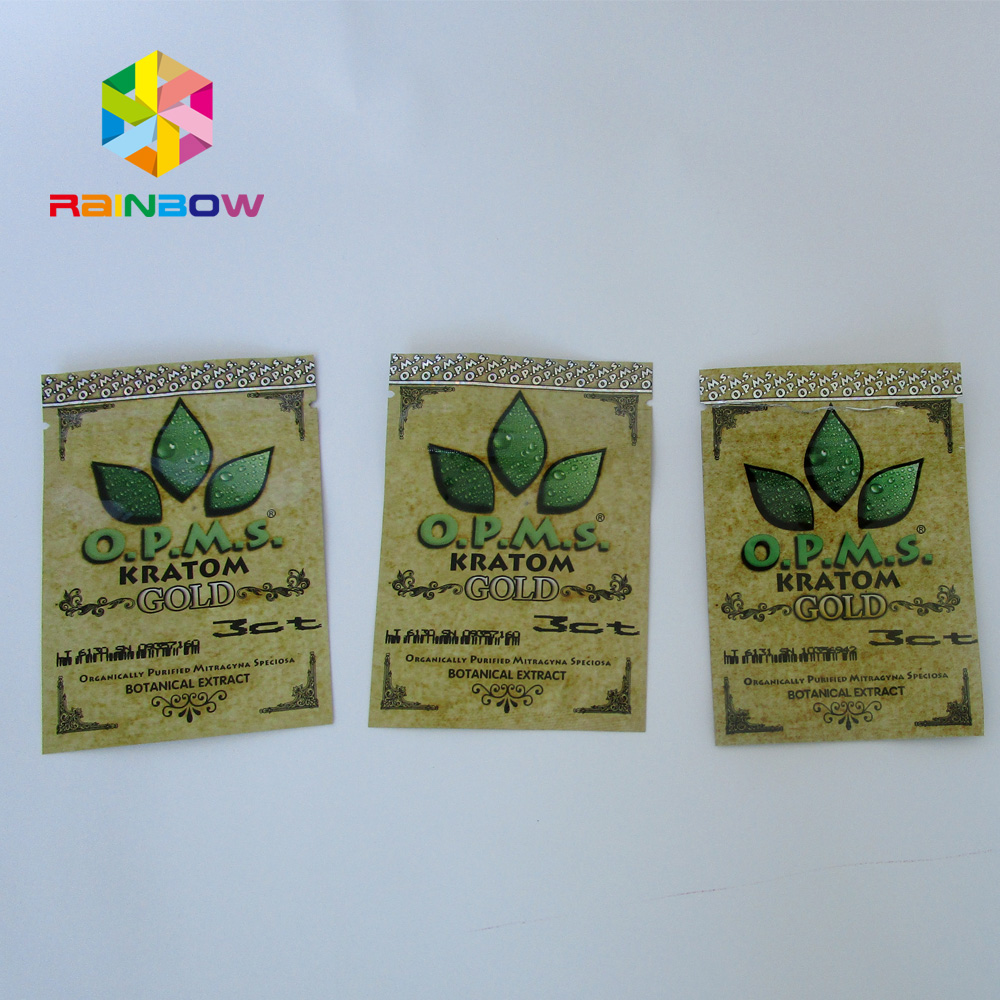 RAINBOW
O.P.M.S.
O.P.M.S.®
KRATOM
GOLD
3ct
Organically Purified Mitragyna Speciosa
BOTANICAL EXTRACT
O.P.M.S.
O.P.M.S.®
KRATOM
GOLD
3ct
Organically Purified Mitragyna Speciosa
BOTANICAL EXTRACT
O.P.M.S.
O.P.M.S.®
KRATOM
GOLD
3ct
Organically Purified Mitragyna Speciosa
BOTANICAL EXTRACT